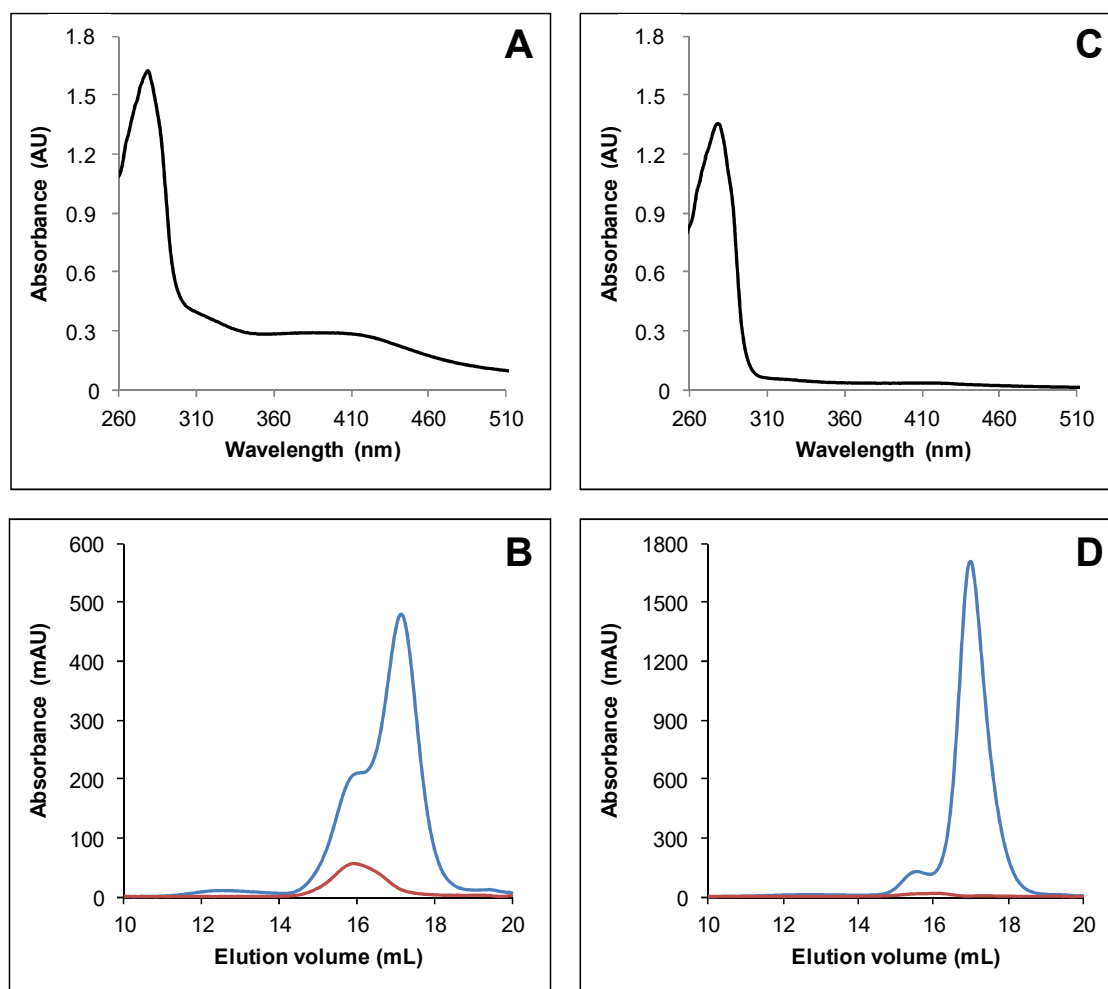 A
Absorbance (AU)
1.8
1.5
1.2
0.9
0.6
0.3
0
260 310 360 410 460 510
Wavelength (nm)
C
Absorbance (AU)
1.8
1.5
1.2
0.9
0.6
0.3
0
260 310 360 410 460 510
Wavelength (nm)
B
Absorbance (mAU)
600
500
400
300
200
100
0
10 12 14 16 18 20
Elution volume (mL)
D
Absorbance (mAU)
1800
1500
1200
900
600
300
0
10 12 14 16 18 20
Elution volume (mL)